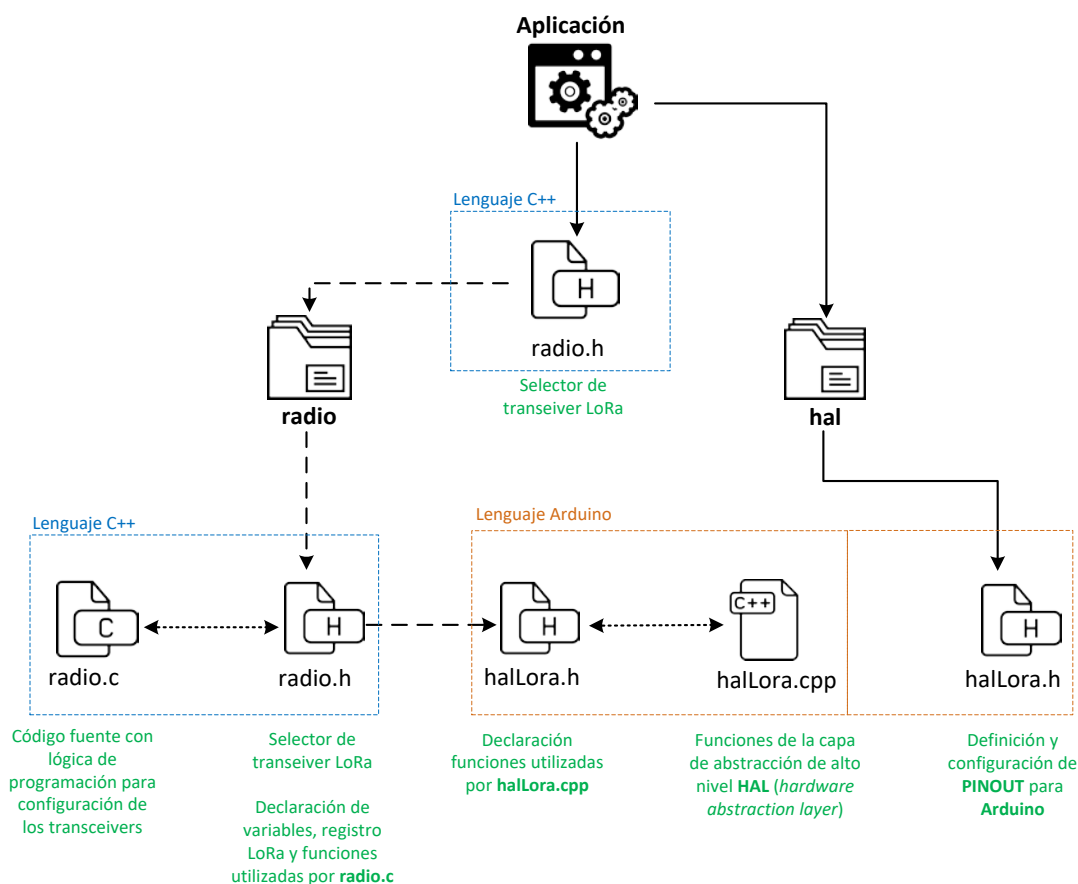 Aplicación
Lenguaje C++
H
radio.h
Selector de
transeiver LoRa
radio
hal
Lenguaje C++
C
radio.c
H
radio.h
Lenguaje Arduino
H
halLora.h
C++
halLora.cpp
H
halLora.h
Código fuente con
lógica de
programación para
configuración de
los transceivers
Selector de
transeiver LoRa
Declaración de
variables, registro
LoRa y funciones
utilizadas por radio.c
Declaración
funciones utilizadas
por halLora.cpp
Funciones de la capa
de abstracción de alto
nivel HAL (hardware
abstraction layer)
Definición y
configuración de
PINOUT para
Arduino